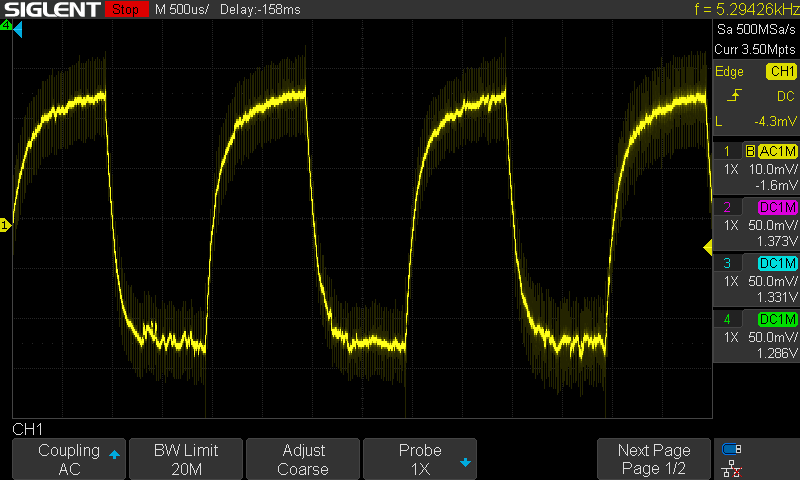 SIGLENT Stop M 500us/ Delay:-158ms f = 5.29426kHz
Sa 500MSa/s
Curr 3.50Mpts
Edge CH1
DC
L -4.3mV
4
1
1 B AC1M
1X 10.0mV/
-1.6mV
2 DC1M
1X 50.0mV/
1.373V
3 DC1M
1X 50.0mV/
1.331V
4 DC1M
1X 50.0mV/
1.286V
CH1
Coupling
AC
BW Limit
20M
Adjust
Coarse
Probe
1X
Next Page
Page 1/2